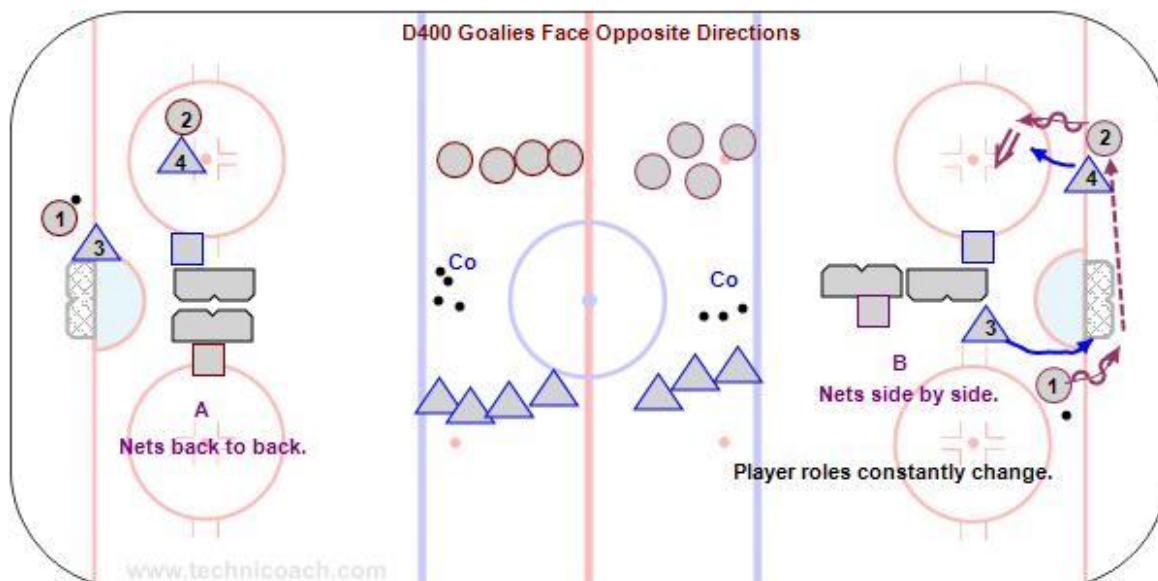 D400 Goalies Face Opposite Directions
2
4
1
3
Co
Co
2
4
3
1
A
Nets back to back.
B
Nets side by side.
Player roles constantly change.
www.technicoach.com